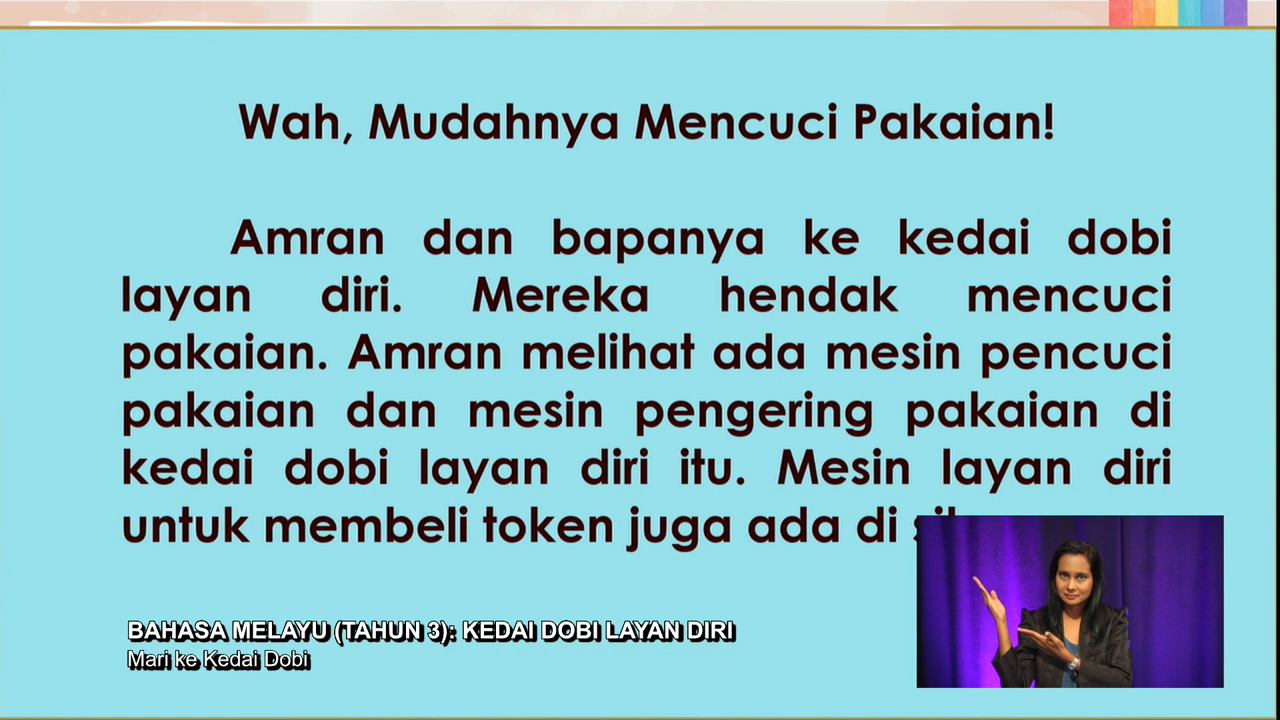 Wah, Mudahnya Mencuci Pakaian!
Amran dan bapanya ke kedai dobi
layan diri. Mereka hendak mencuci
pakaian. Amran melihat ada mesin pencuci
pakaian dan mesin pengering pakaian di
kedai dobi layan diri itu. Mesin layan diri
untuk membeli token juga ada di
BAHASA MELAYU (TAHUN 3): KEDAI DOBI LAYAN DIRI
Mari ke Kedai Dobi